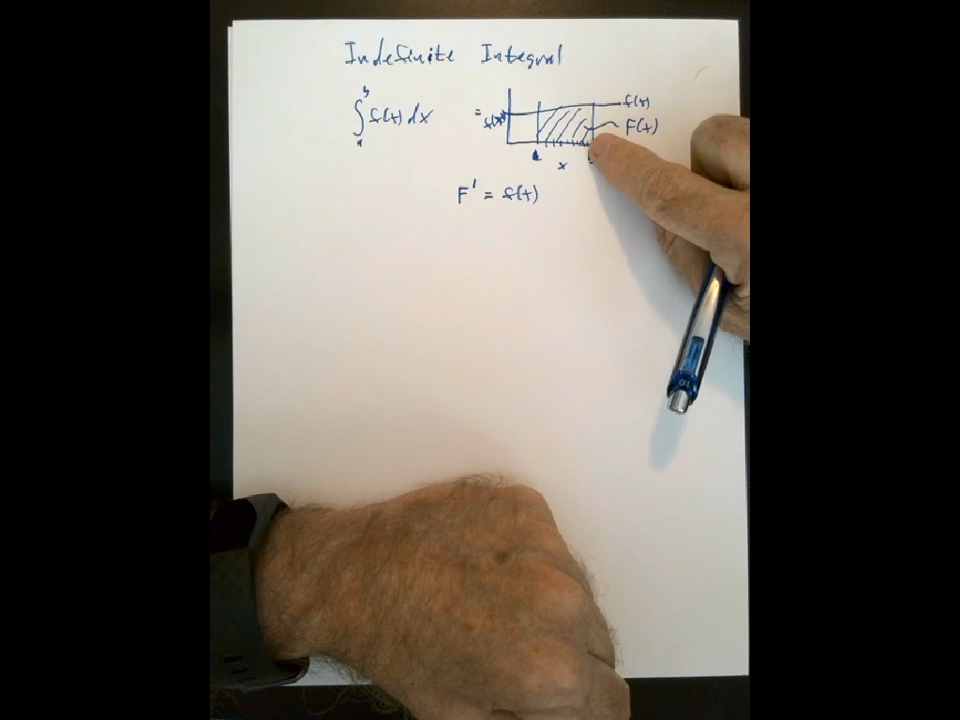 Indefinite Integral
b
∫ f(x) dx =
a
f(x)
f(x)
F(x)
a x
F' = f(x)